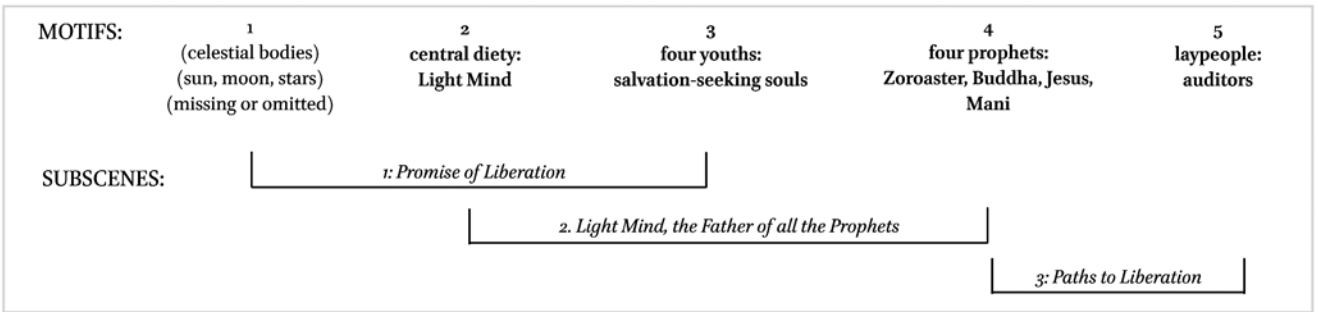 MOTIFS:
1
(celestial bodies)
(sun, moon, stars)
(missing or omitted)
2
central diety:
Light Mind
3
four youths:
salvation-seeking souls
4
four prophets:
Zoroaster, Buddha, Jesus,
Mani
5
laypeople:
auditors
SUBSCENES:
1: Promise of Liberation
2. Light Mind, the Father of all the Prophets
3: Paths to Liberation